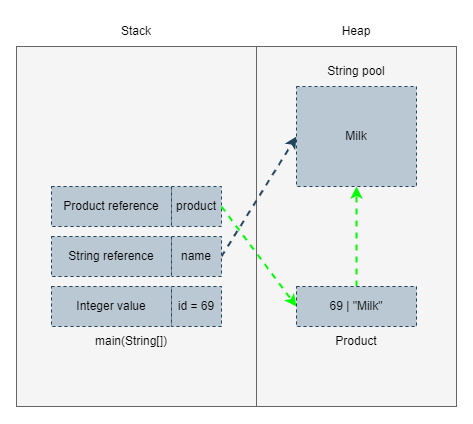 Stack
Heap
String pool
Milk
Product reference
product
String reference
name
Integer value
id = 69
main(String[])
69 | "Milk"
Product